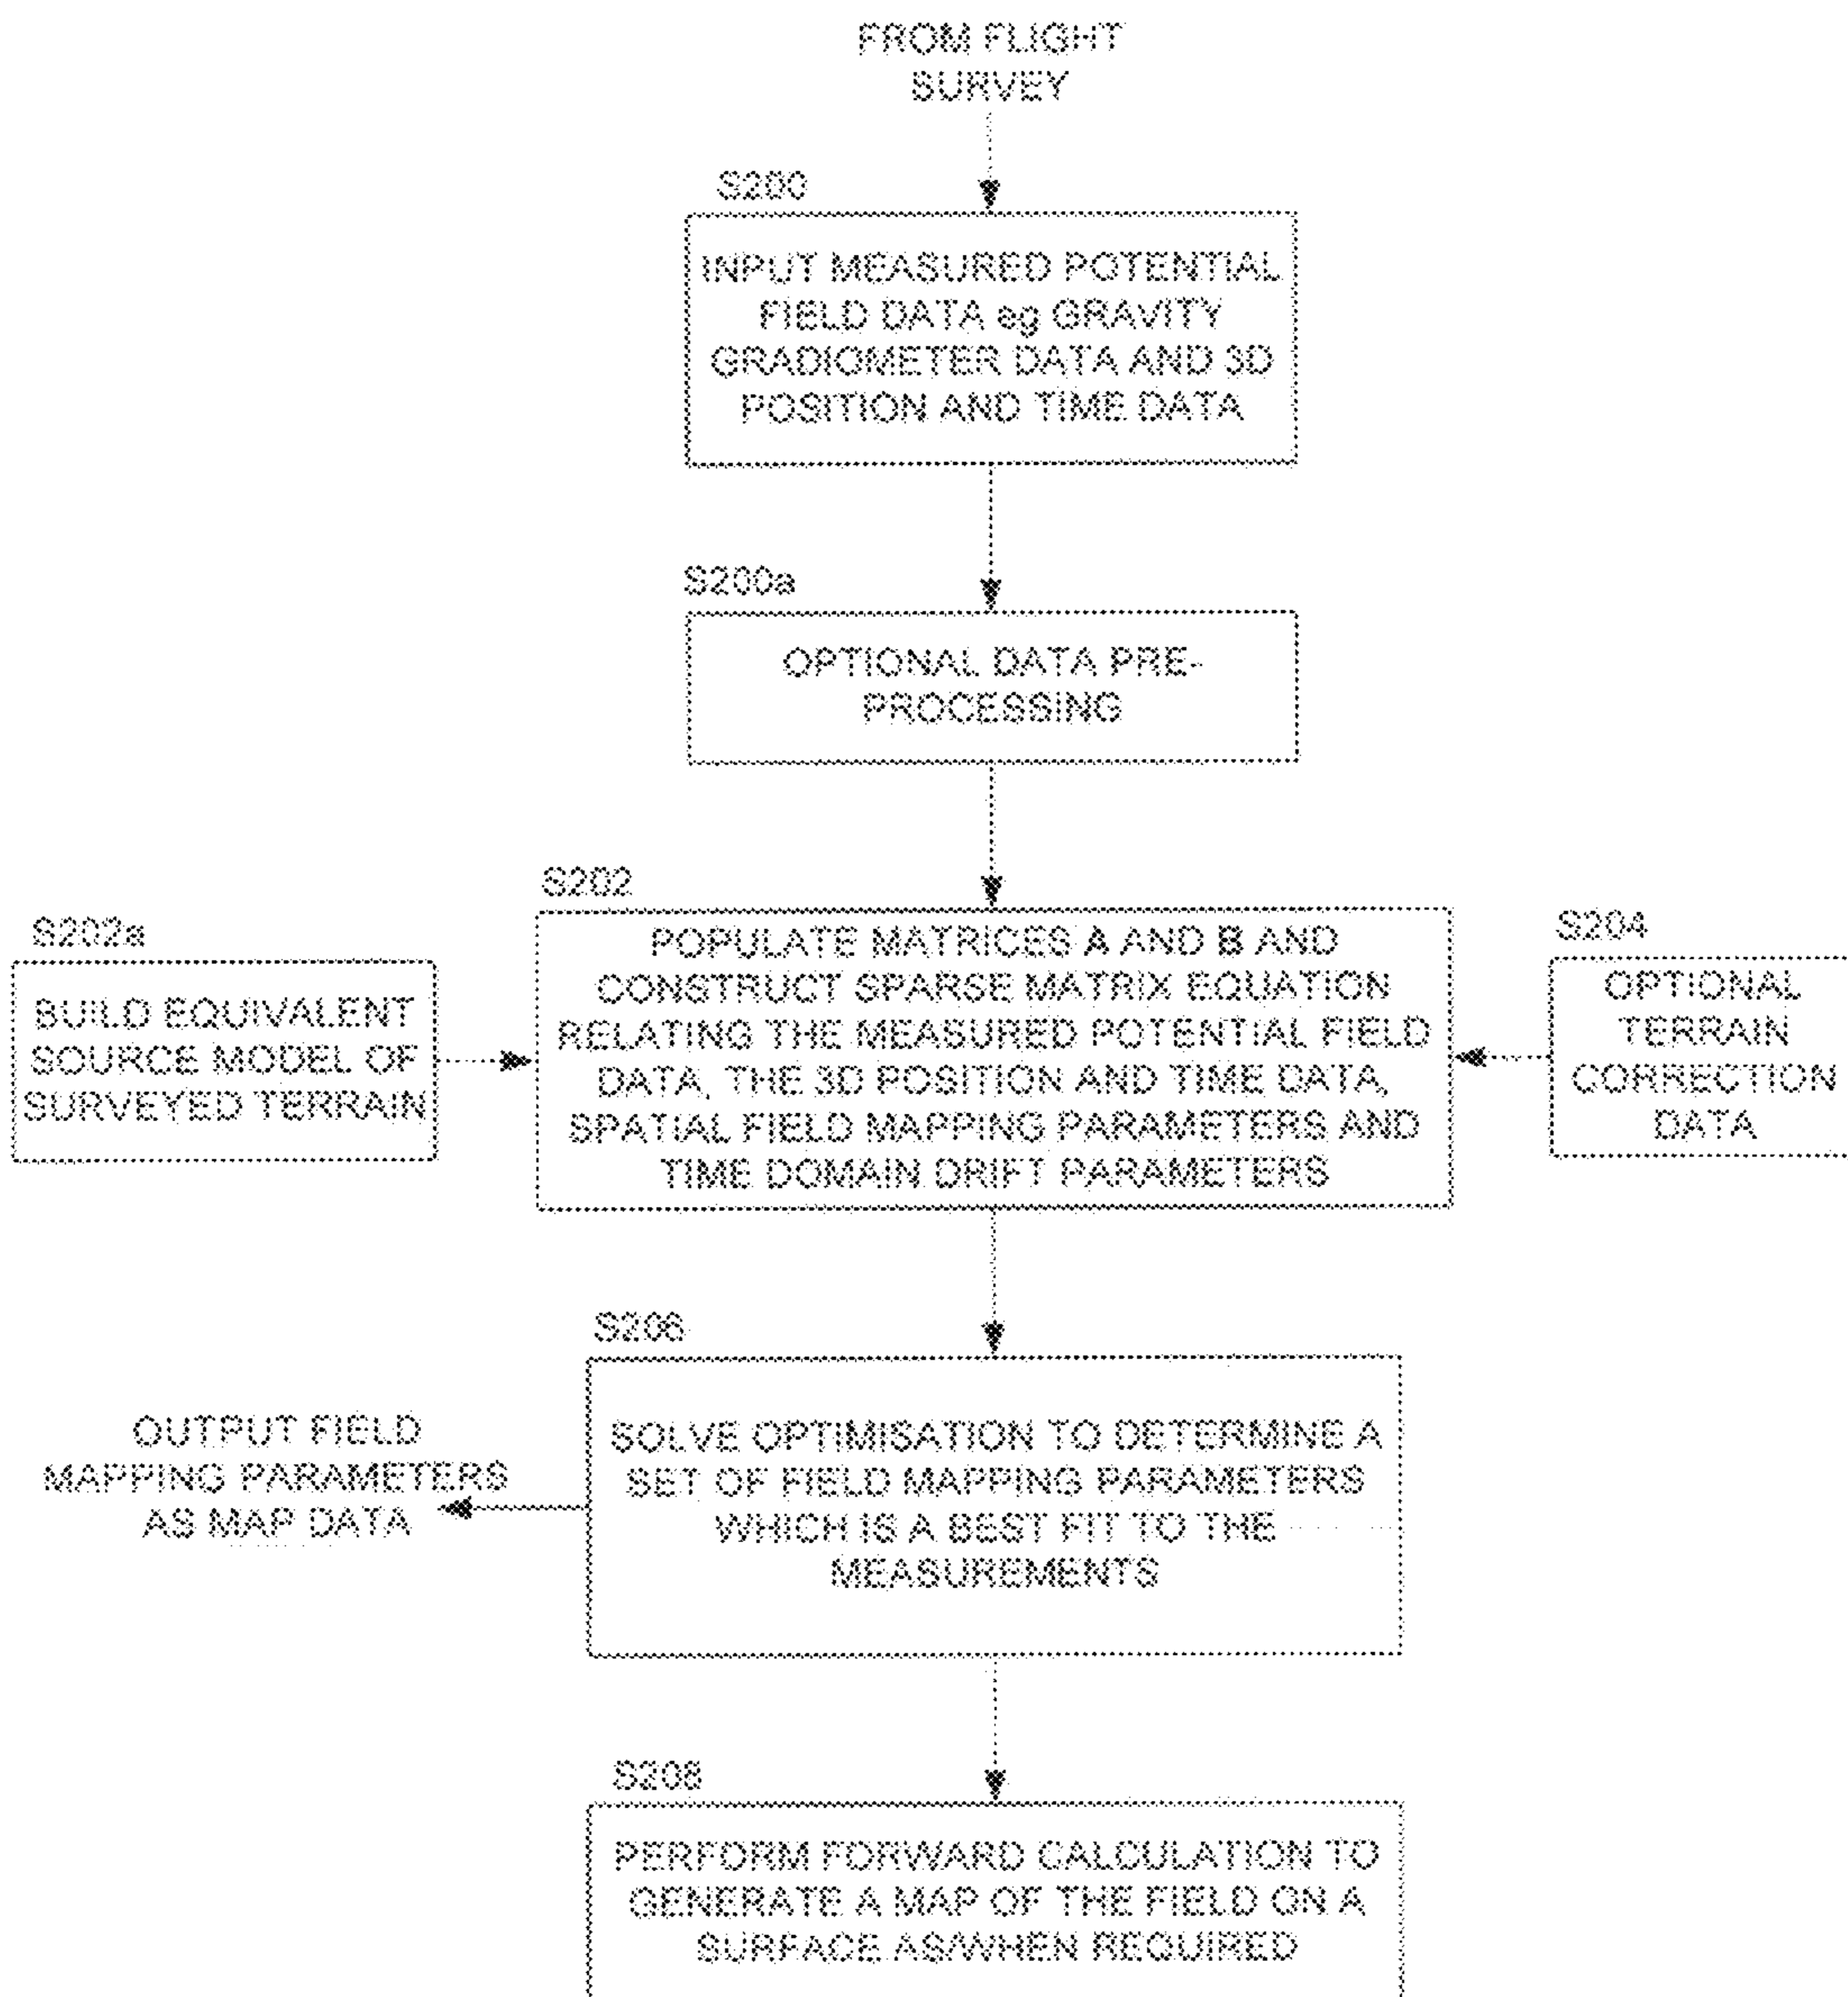 FROM FLIGHT
SURVEY
S200
INPUT MEASURED POTENTIAL
FIELD DATA eg GRAVITY
GRADIOMETER DATA AND 3D
POSITION AND TIME DATA
S200a
OPTIONAL DATA PRE-
PROCESSING
S202
POPULATE MATRICES A AND B AND
CONSTRUCT SPARSE MATRIX EQUATION
RELATING THE MEASURED POTENTIAL FIELD
DATA, THE 3D POSITION AND TIME DATA,
SPATIAL FIELD MAPPING PARAMETERS AND
TIME DOMAIN DRIFT PARAMETERS
S202a
BUILD EQUIVALENT
SOURCE MODEL OF
SURVEYED TERRAIN
S204
OPTIONAL
TERRAIN
CORRECTION
DATA
S206
SOLVE OPTIMISATION TO DETERMINE A
SET OF FIELD MAPPING PARAMETERS
WHICH IS A BEST FIT TO THE
MEASUREMENTS
OUTPUT FIELD
MAPPING PARAMETERS
AS MAP DATA
S208
PERFORM FORWARD CALCULATION TO
GENERATE A MAP OF THE FIELD ON A
SURFACE AS/WHEN REQUIRED